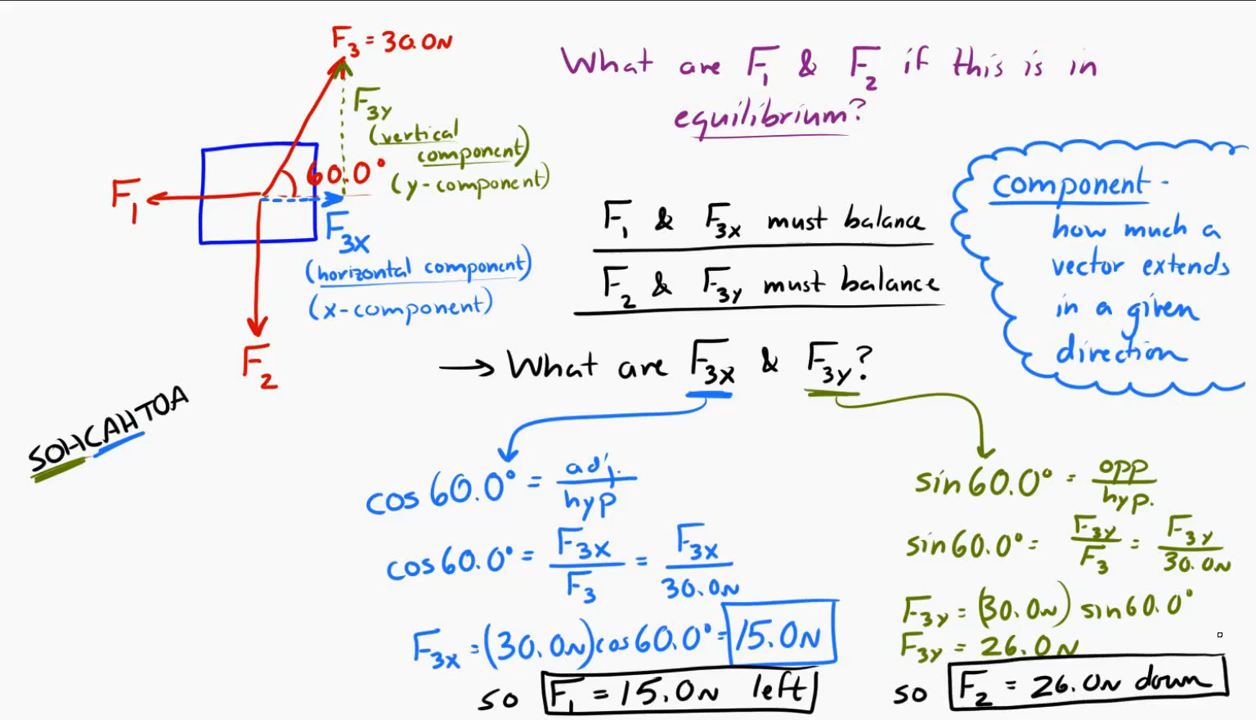 F₃ = 30.0N
F₃y
(vertical
component)
(y-component)
60.0°
F₁
F₃x
(horizontal component)
(x-component)
F₂
What are F₁ & F₂ if this is in
equilibrium?
component -
how much a
vector extends
in a given
direction
F₁ & F₃x must balance
F₂ & F₃y must balance
→ What are F₃x & F₃y?
SOHCAHTOA
cos 60.0° = adj./hyp
cos 60.0° = F₃x/F₃ = F₃x/30.0N
F₃x = (30.0N)cos60.0° = 15.0N
so F₁ = 15.0N left
sin 60.0° = opp/hyp.
sin 60.0° = F₃y/F₃ = F₃y/30.0N
F₃y = (30.0N) sin60.0°
F₃y = 26.0N
so F₂ = 26.0N down